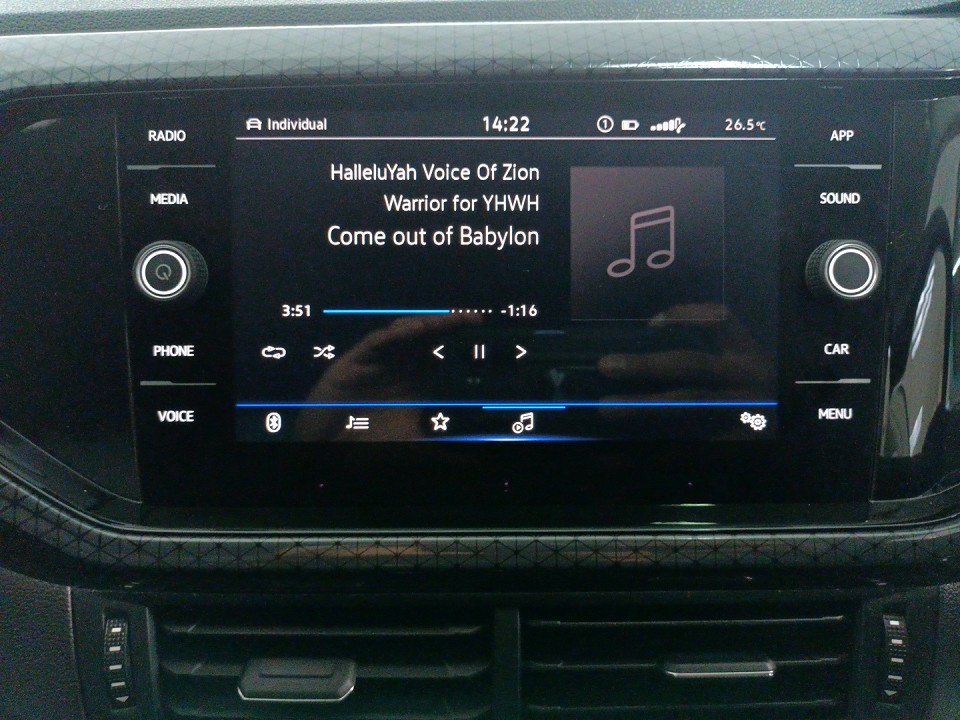 RADIO
MEDIA
PHONE
VOICE
Individual
14:22
1
26.5°C
HalleluYah Voice Of Zion
Warrior for YHWH
Come out of Babylon
3:51
-1:16
APP
SOUND
CAR
MENU